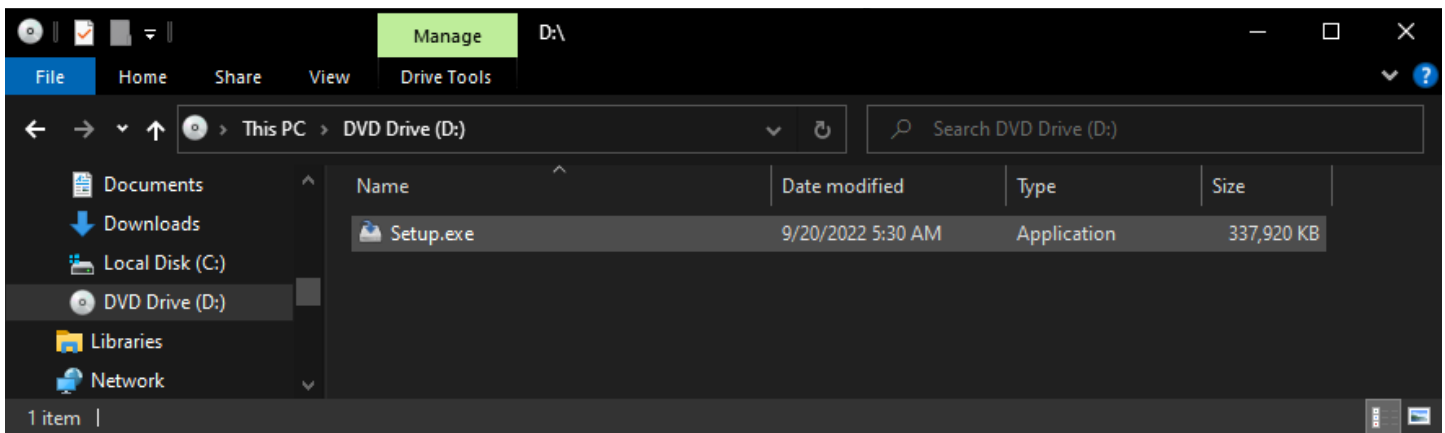 Manage D:\
File Home Share View Drive Tools
This PC DVD Drive (D:) Search DVD Drive (D:)
Documents
Downloads
Local Disk (C:)
DVD Drive (D:)
Libraries
Network
Name Date modified Type Size
Setup.exe 9/20/2022 5:30 AM Application 337,920 KB
1 item